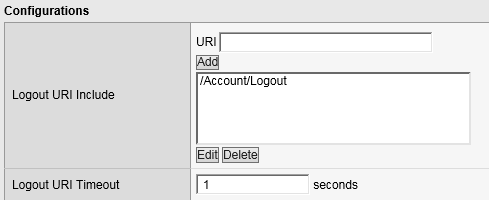 Configurations
URI
Add
Logout URI Include
/Account/Logout
Edit Delete
Logout URI Timeout
1 seconds